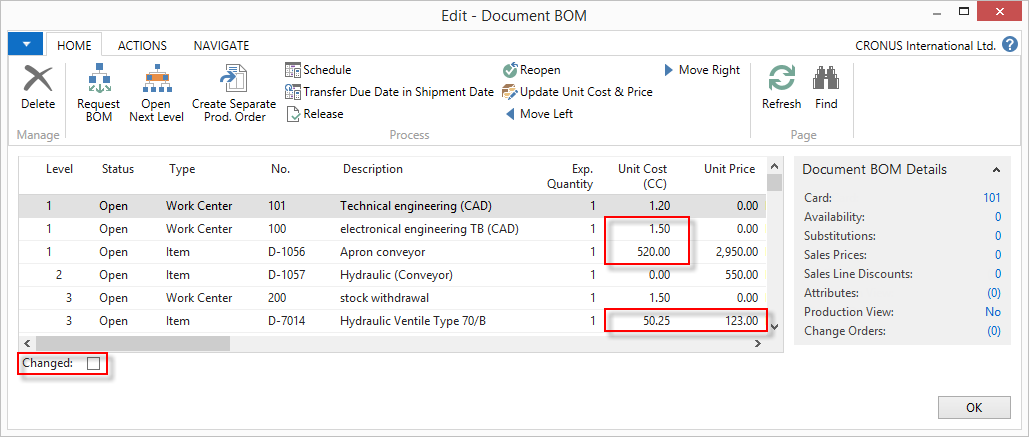 Edit - Document BOM
HOME ACTIONS NAVIGATE CRONUS International Ltd. ?
Delete
Request BOM
Open Next Level
Create Separate Prod. Order
Schedule
Transfer Due Date in Shipment Date
Release
Reopen
Update Unit Cost & Price
Move Left
Move Right
Refresh
Find
Manage Process Page
Level Status Type No. Description Exp. Quantity Unit Cost (CC) Unit Price
1 Open Work Center 101 Technical engineering (CAD) 1 1.20 0.00
1 Open Work Center 100 electronical engineering TB (CAD) 1 1.50 0.00
1 Open Item D-1056 Apron conveyor 1 520.00 2,950.00
2 Open Item D-1057 Hydraulic (Conveyor) 1 0.00 550.00
3 Open Work Center 200 stock withdrawal 1 1.50 0.00
3 Open Item D-7014 Hydraulic Ventile Type 70/B 1 50.25 123.00
Changed:
Document BOM Details
Card: 101
Availability: 0
Substitutions: 0
Sales Prices: 0
Sales Line Discounts: 0
Attributes: (0)
Production View: No
Change Orders: (0)
OK